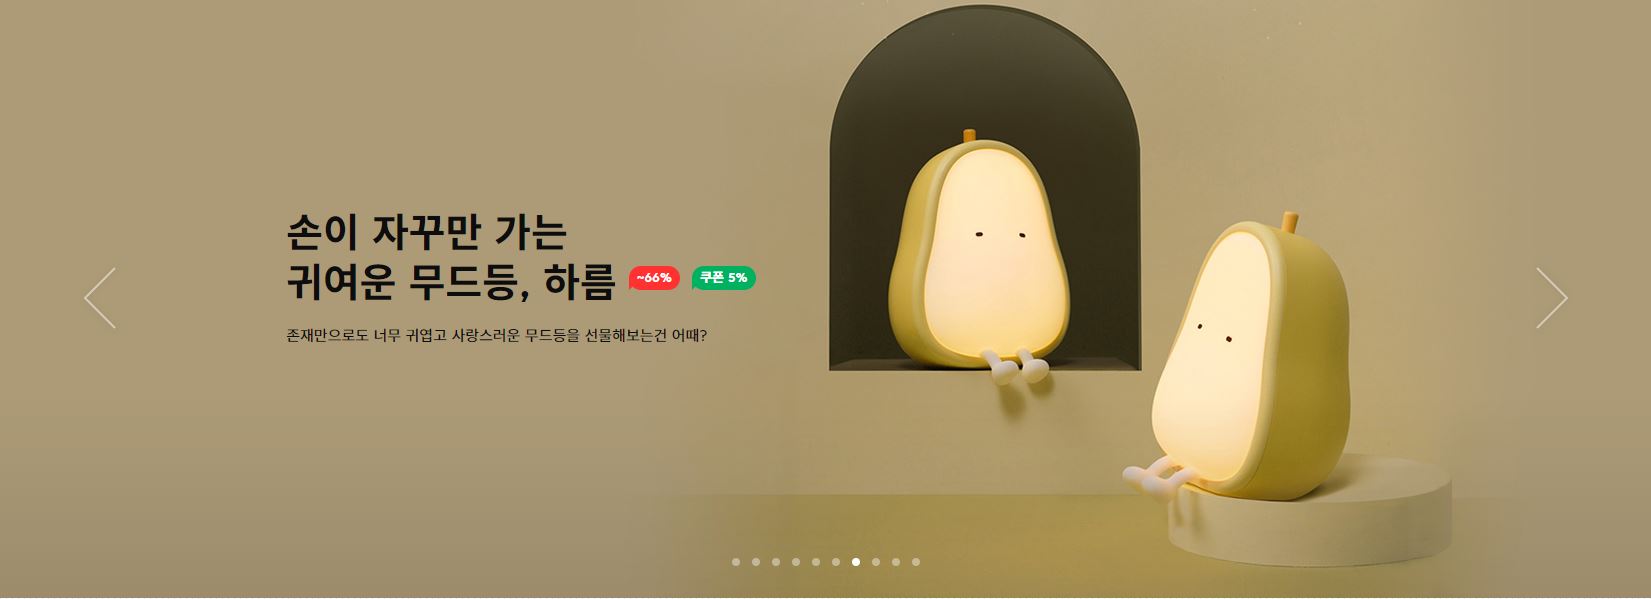 손이 자꾸만 가는
귀여운 무드등, 하름 ~66% 쿠폰 5%
존재만으로도 너무 귀엽고 사랑스러운 무드등을 선물해보는건 어때?